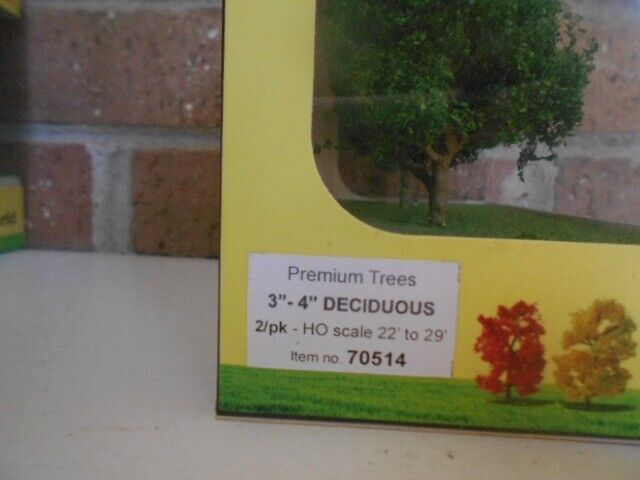 Premium Trees
3"- 4" DECIDUOUS
2/pk - HO scale 22' to 29'
Item no. 70514